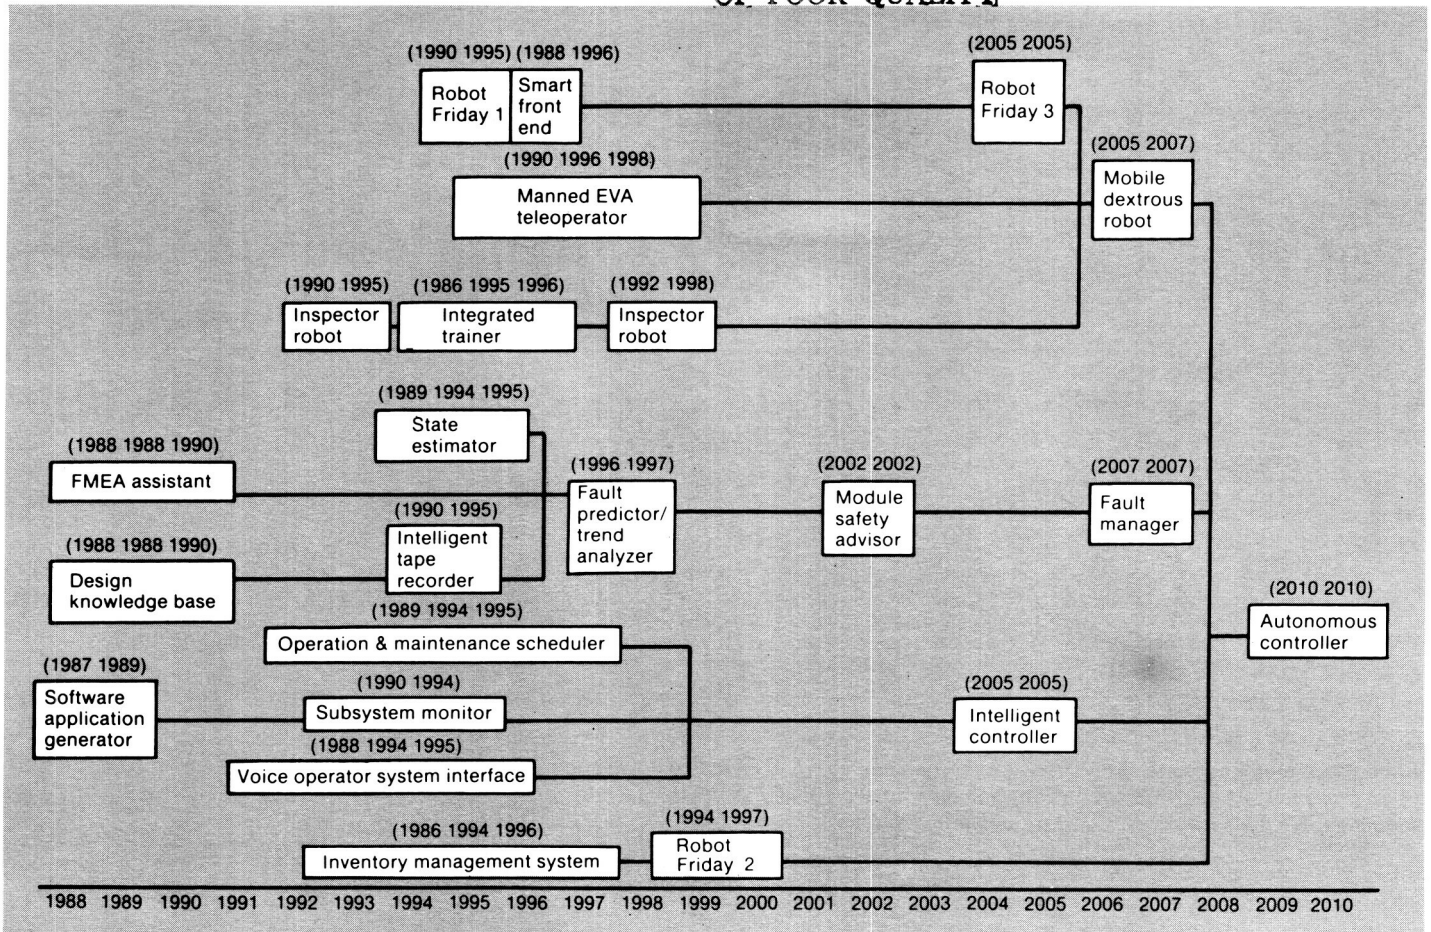 OF POOR QUALITY
(1990 1995) (1988 1996)
Robot
Friday 1
Smart
front
end
(2005 2005)
Robot
Friday 3
(1990 1996 1998)
Manned EVA
teleoperator
(2005 2007)
Mobile
dextrous
robot
(1990 1995)
Inspector
robot
(1986 1995 1996)
Integrated
trainer
(1992 1998)
Inspector
robot
(1989 1994 1995)
State
estimator
(1988 1988 1990)
FMEA assistant
(1990 1995)
Intelligent
tape
recorder
(1996 1997)
Fault
predictor/
trend
analyzer
(2002 2002)
Module
safety
advisor
(2007 2007)
Fault
manager
(1988 1988 1990)
Design
knowledge base
(1989 1994 1995)
Operation & maintenance scheduler
(2010 2010)
Autonomous
controller
(1987 1989)
Software
application
generator
(1990 1994)
Subsystem monitor
(2005 2005)
Intelligent
controller
(1988 1994 1995)
Voice operator system interface
(1986 1994 1996)
Inventory management system
(1994 1997)
Robot
Friday 2
1988 1989 1990 1991 1992 1993 1994 1995 1996 1997 1998 1999 2000 2001 2002 2003 2004 2005 2006 2007 2008 2009 2010